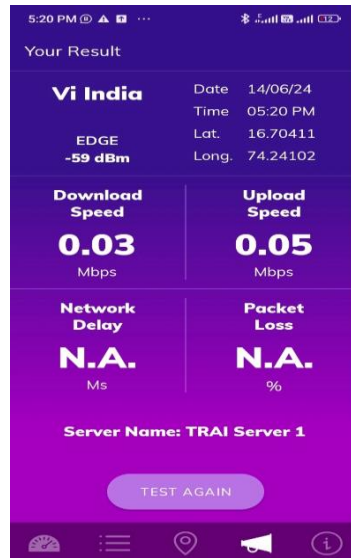 5:20 PM
12
Your Result
Vi India
EDGE
-59 dBm
Date 14/06/24
Time 05:20 PM
Lat. 16.70411
Long. 74.24102
Download
Speed
0.03
Mbps
Upload
Speed
0.05
Mbps
Network
Delay
N.A.
Ms
Packet
Loss
N.A.
%
Server Name: TRAI Server 1
TEST AGAIN